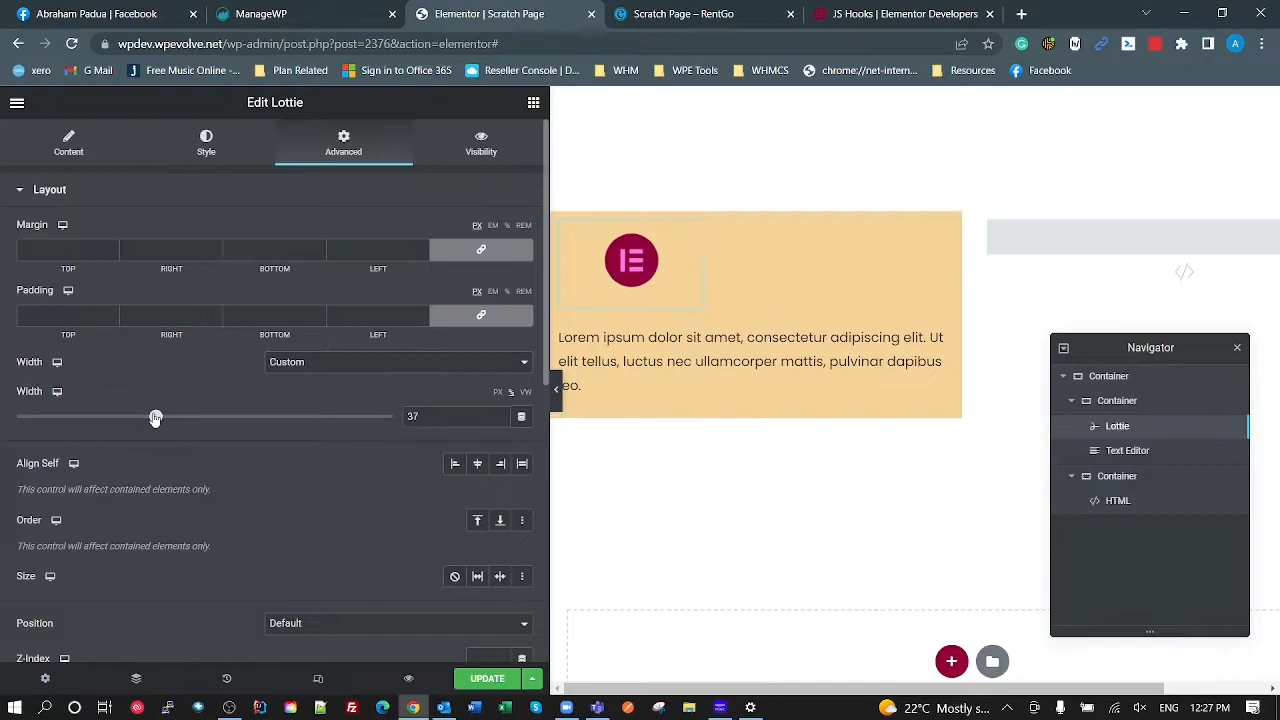 Abram Padua | Facebook
ManageWP
Elementor | Scratch Page
Scratch Page – RentGo
JS Hooks | Elementor Developers
wpdev.wpevolve.net/wp-admin/post.php?post=2376&action=elementor#
A
xero
G Mail
Free Music Online -...
Plan Related
Sign in to Office 365
Reseller Console | D...
WHM
WPE Tools
WHMCS
chrome://net-intern...
Resources
Facebook
Edit Lottie
Content
Style
Advanced
Visibility
Layout
Margin
PX EM % REM
TOP RIGHT BOTTOM LEFT
Padding
PX EM % REM
TOP RIGHT BOTTOM LEFT
Width
Custom
Width
PX % VW
37
Align Self
This control will affect contained elements only.
Order
This control will affect contained elements only.
Size
Position
Default
Z-Index
UPDATE
Lorem ipsum dolor sit amet, consectetur adipiscing elit. Ut
elit tellus, luctus nec ullamcorper mattis, pulvinar dapibus
leo.
Navigator
Container
Container
Lottie
Text Editor
Container
HTML
22°C Mostly s...
ENG
12:27 PM